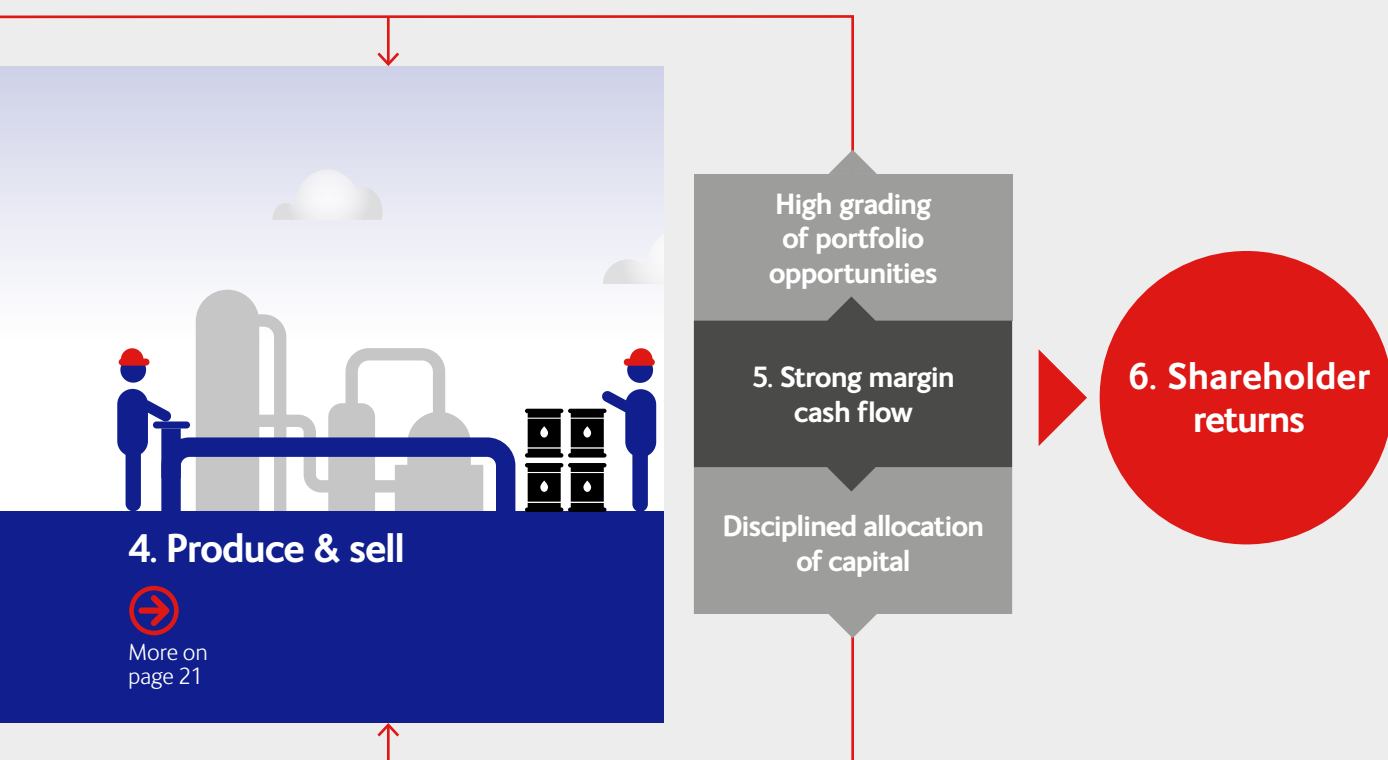 4. Produce & sell
More on
page 21
High grading
of portfolio
opportunities
5. Strong margin
cash flow
Disciplined allocation
of capital
6. Shareholder
returns